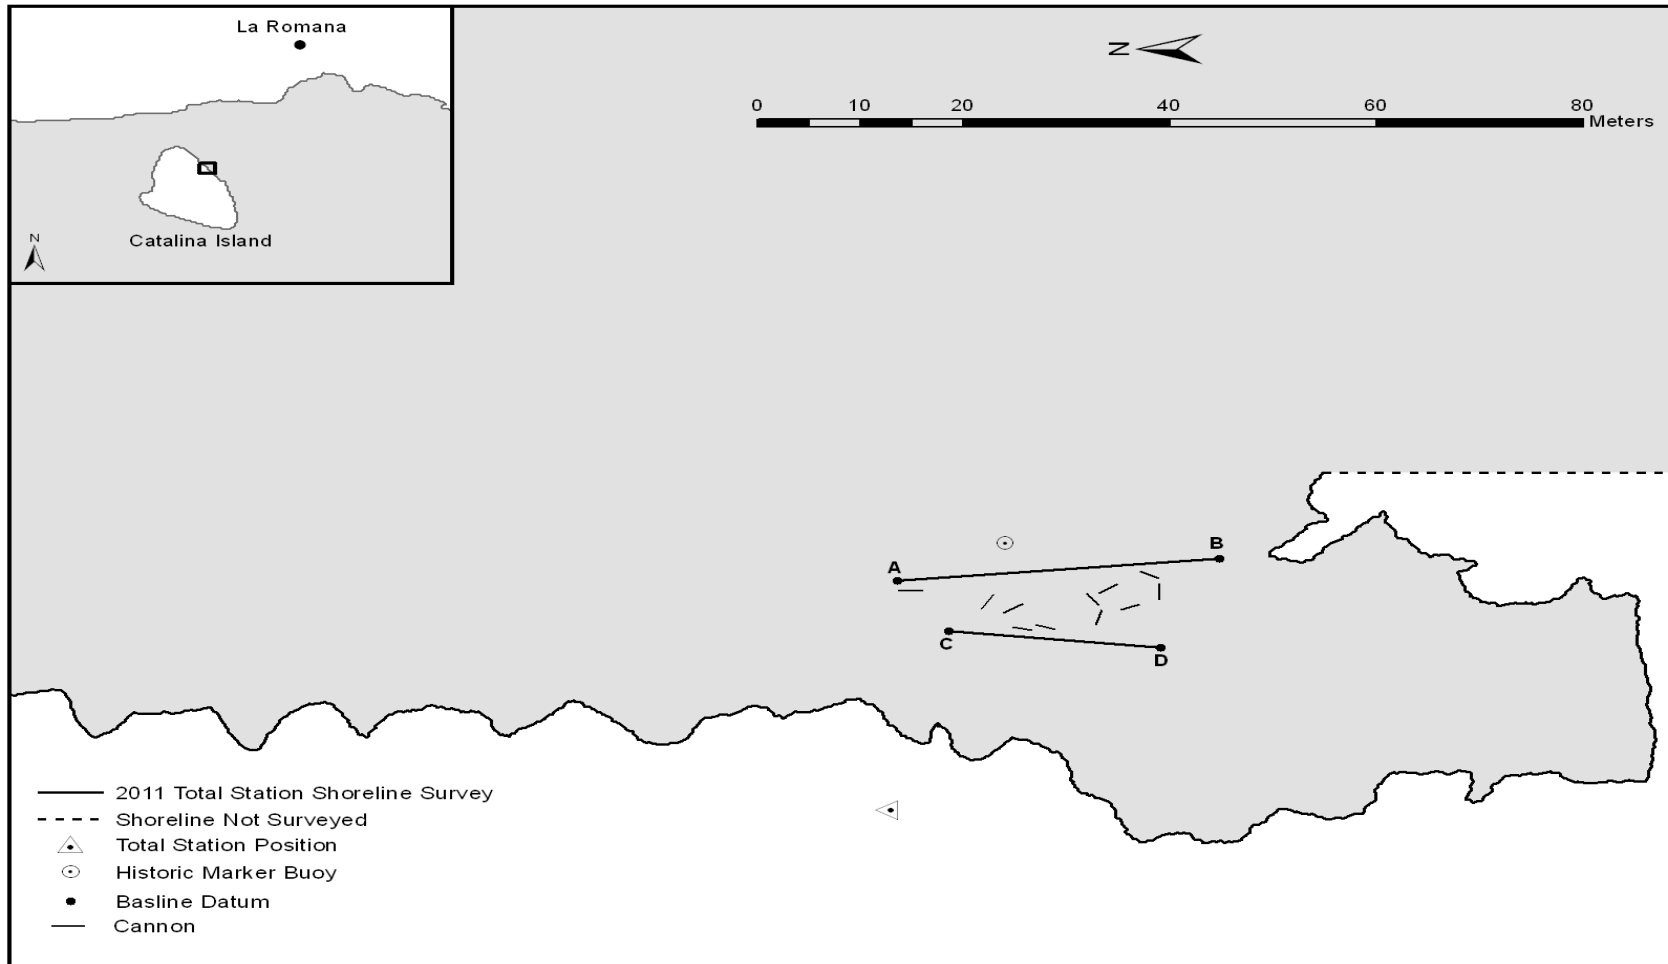 La Romana
Catalina Island
N
N
0 10 20 40 60 80
Meters
A
B
C
D
2011 Total Station Shoreline Survey
Shoreline Not Surveyed
Total Station Position
Historic Marker Buoy
Basline Datum
Cannon